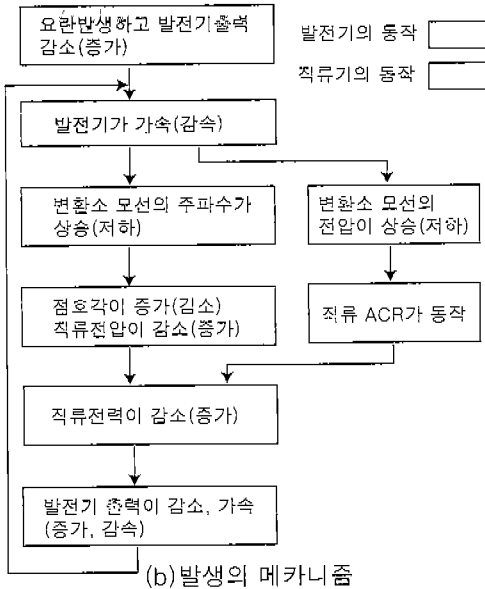 요란발생하고 발전기출력
감소(증가)
발전기의 동작
직류기의 동작
발전기가 가속(감속)
변환소 모선의 주파수가
상승(저하)
변환소 모선의
전압이 상승(저하)
점호각이 증가(김소)
직류전압이 감소(증가)
직류 ACR가 동작
직류전력이 감소(증가)
발전기 출력이 감소, 가속
(증가, 감속)
(b)발생의 메카니즘